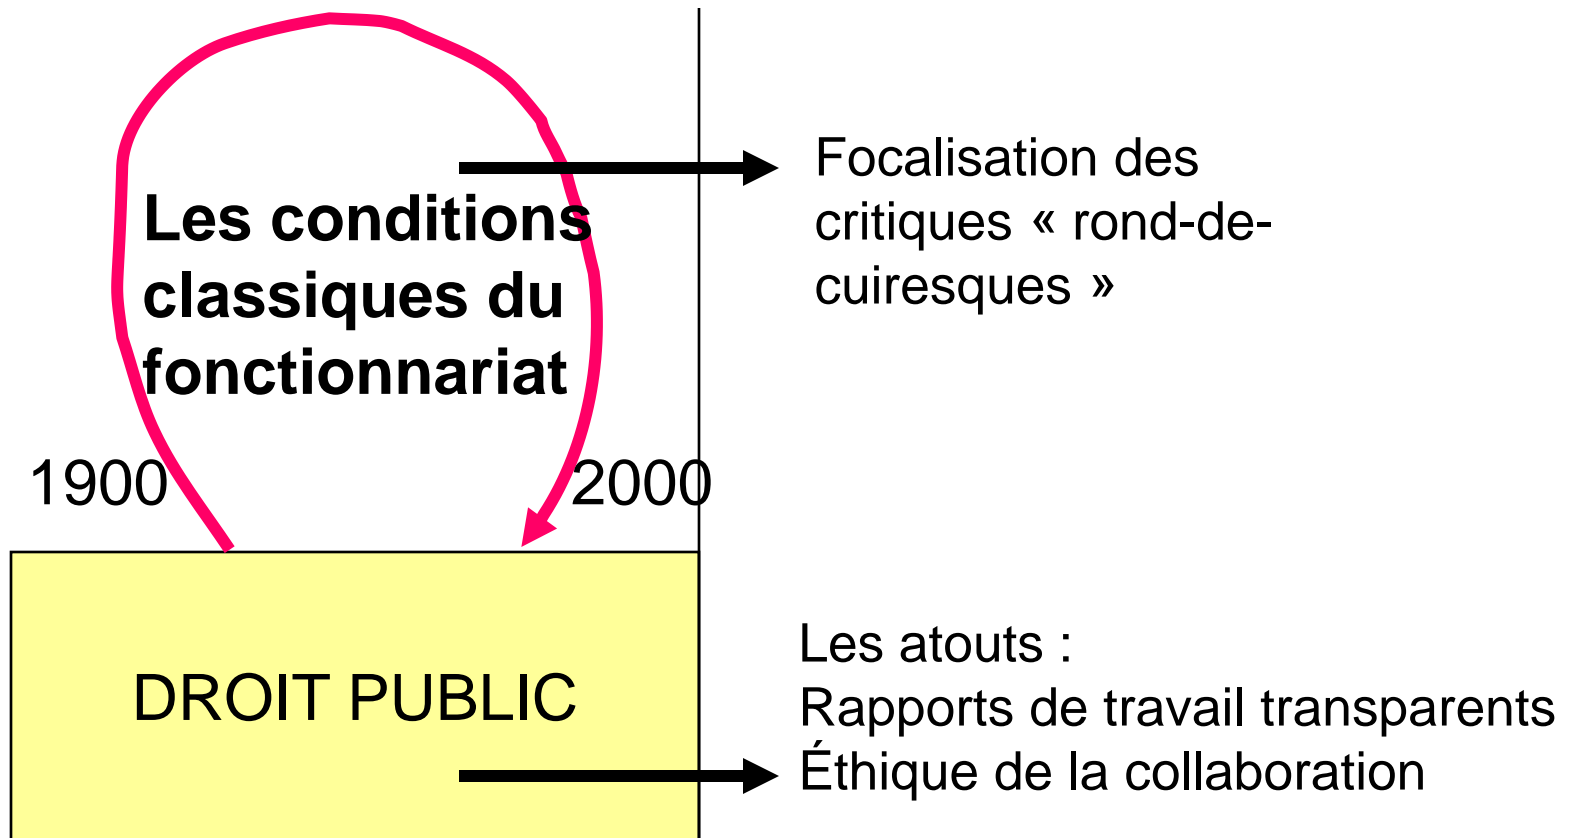 Les conditions
classiques du
fonctionnariat
Focalisation des
critiques « rond-de-
cuiresques »
1900
2000
DROIT PUBLIC
Les atouts :
Rapports de travail transparents
Éthique de la collaboration